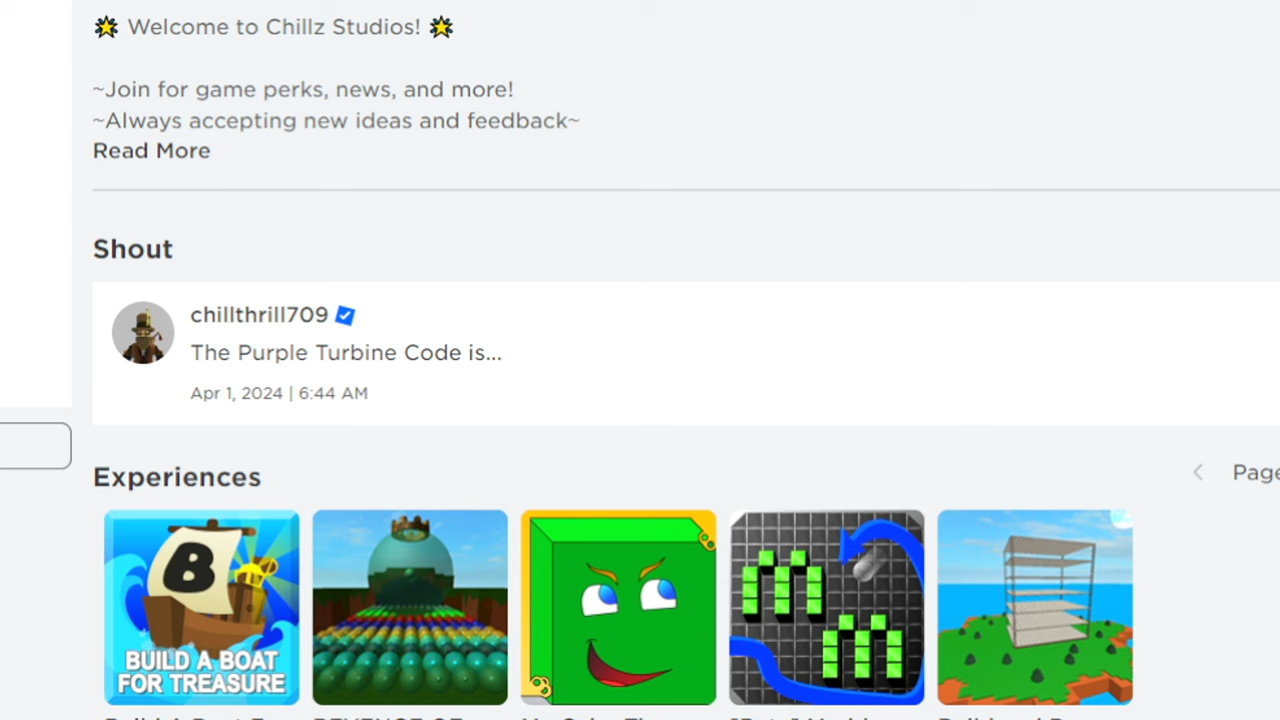 🌟 Welcome to Chillz Studios! 🌟
~Join for game perks, news, and more!
~Always accepting new ideas and feedback~
Read More
Shout
chillthrill709
The Purple Turbine Code is...
Apr 1, 2024 | 6:44 AM
Experiences
Page
B
BUILD A BOAT
FOR TREASURE
m
m